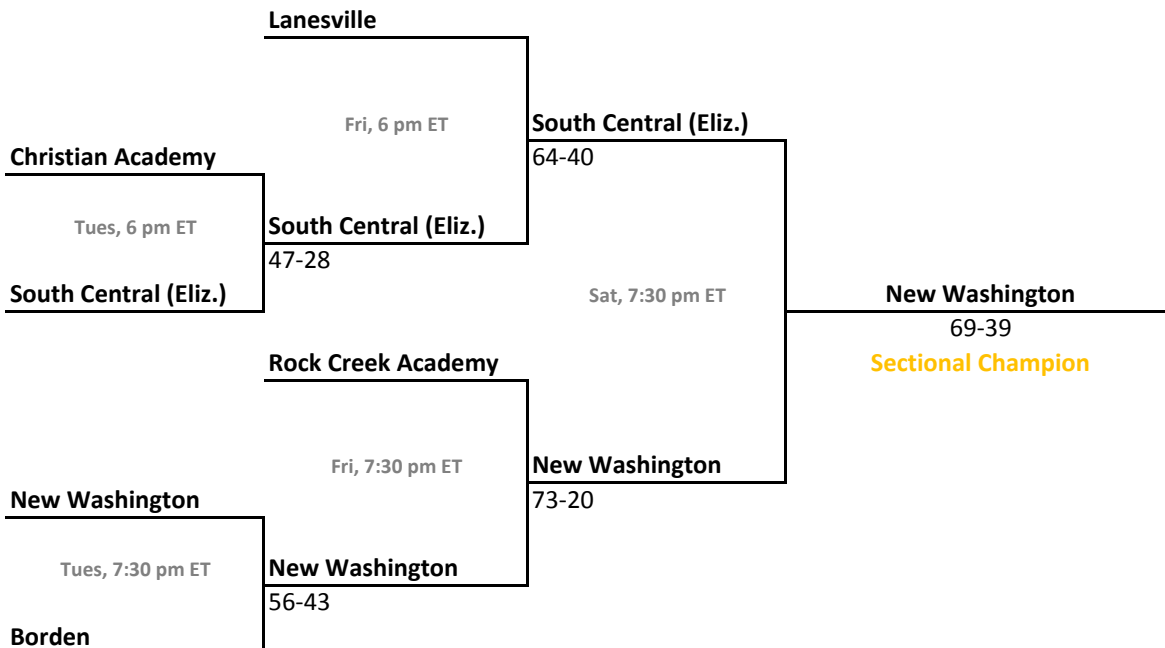 Lanesville
Fri, 6 pm ET
South Central (Eliz.)
Christian Academy
64-40
Tues, 6 pm ET
South Central (Eliz.)
47-28
South Central (Eliz.)
Sat, 7:30 pm ET
New Washington
69-39
Rock Creek Academy
Sectional Champion
Fri, 7:30 pm ET
New Washington
New Washington
73-20
Tues, 7:30 pm ET
New Washington
56-43
Borden